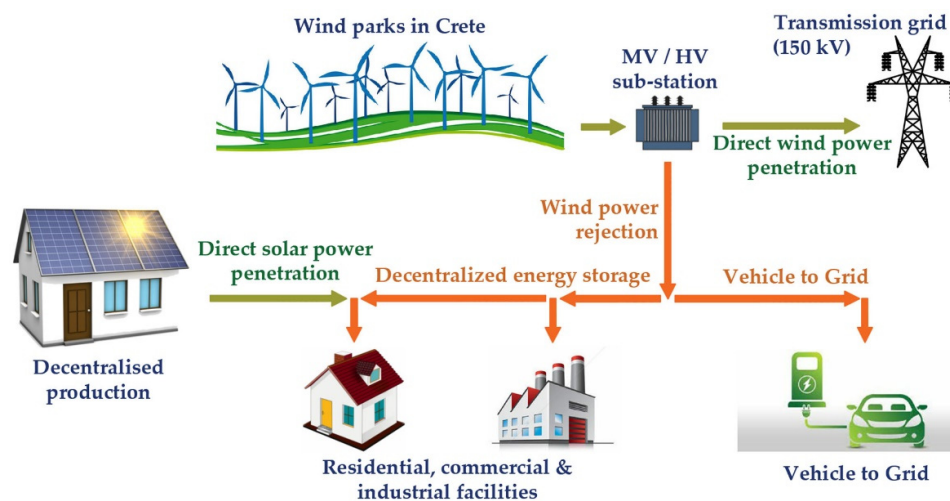 Wind parks in Crete
Transmission grid
(150 kV)
MV / HV
sub-station
Direct wind power
penetration
Wind power
rejection
Direct solar power
penetration
Decentralized energy storage
Vehicle to Grid
Decentralised
production
Residential, commercial &
industrial facilities
Vehicle to Grid